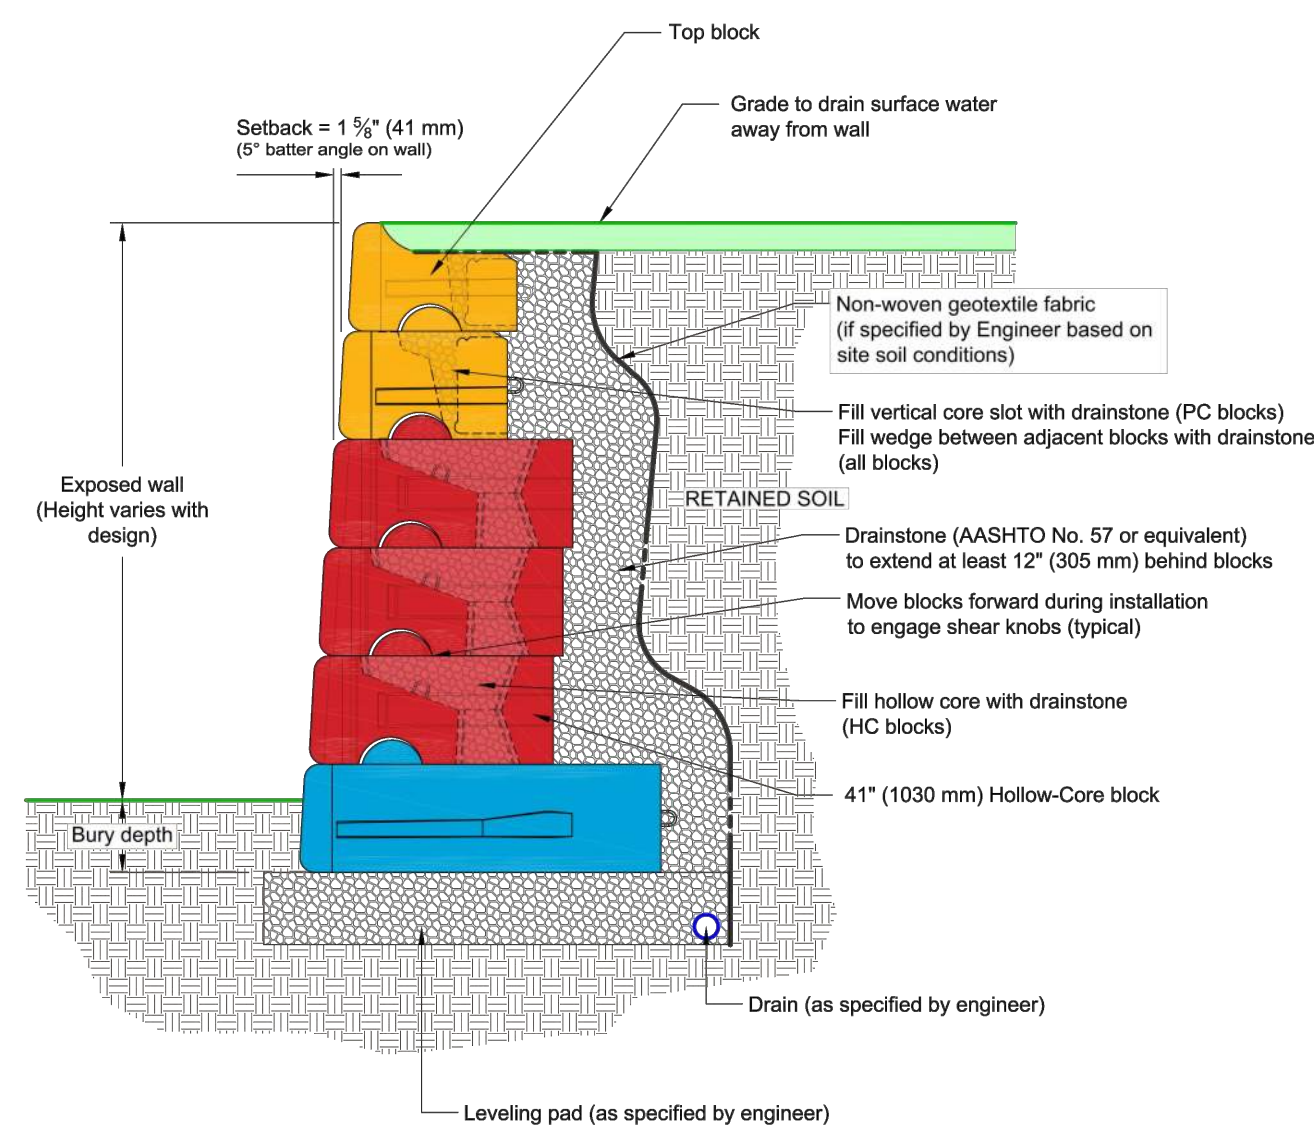 Top block
Grade to drain surface water
away from wall
Setback = 1 ⅝" (41 mm)
(5° batter angle on wall)
Non-woven geotextile fabric
(if specified by Engineer based on
site soil conditions)
Fill vertical core slot with drainstone (PC blocks)
Fill wedge between adjacent blocks with drainstone
(all blocks)
Exposed wall
(Height varies with
design)
RETAINED SOIL
Drainstone (AASHTO No. 57 or equivalent)
to extend at least 12" (305 mm) behind blocks
Move blocks forward during installation
to engage shear knobs (typical)
Fill hollow core with drainstone
(HC blocks)
41" (1030 mm) Hollow-Core block
Bury depth
Drain (as specified by engineer)
Leveling pad (as specified by engineer)